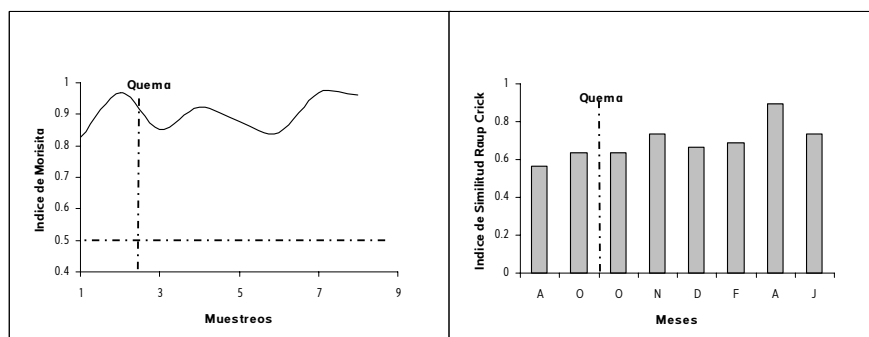 Indice de Morisita
1
0.9
0.8
0.7
0.6
0.5
0.4
Quema
1 3 5 7 9
Muestreos
Indice de Similitud Raup Crick
1
0.8
0.6
0.4
0.2
0
Quema
A O O N D F A J
Meses